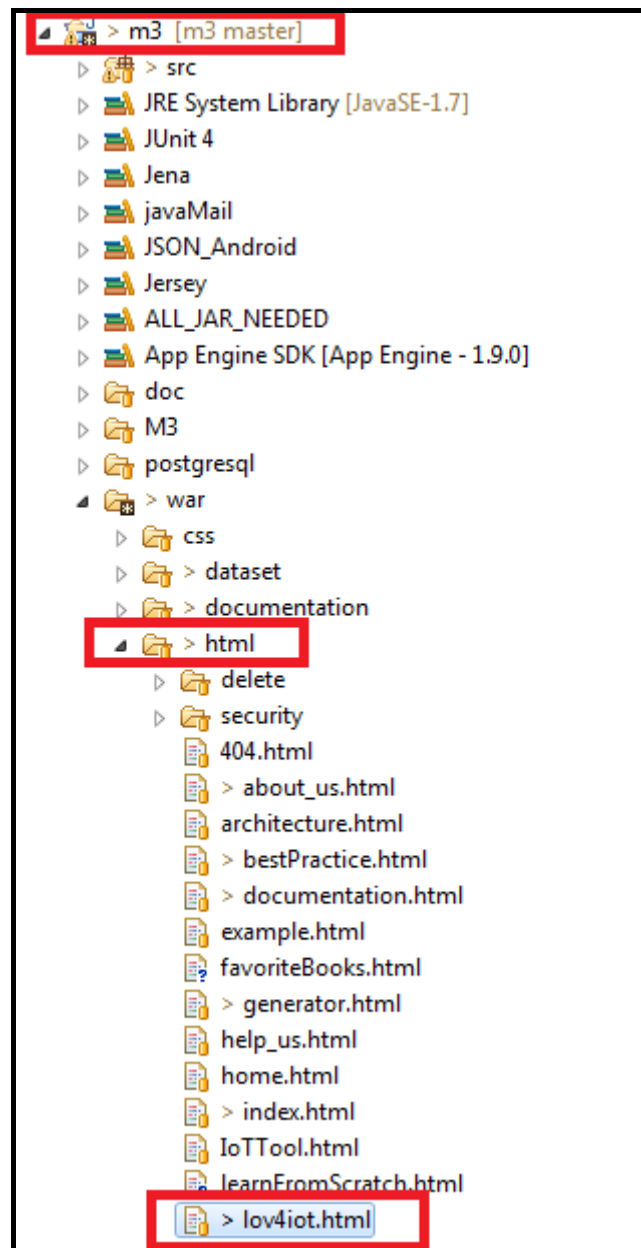 > m3 [m3 master]
> src
JRE System Library [JavaSE-1.7]
JUnit 4
Jena
javaMail
JSON_Android
Jersey
ALL_JAR_NEEDED
App Engine SDK [App Engine - 1.9.0]
doc
M3
postgresql
> war
css
> dataset
> documentation
> html
delete
security
404.html
> about_us.html
architecture.html
> bestPractice.html
> documentation.html
example.html
favoriteBooks.html
> generator.html
help_us.html
home.html
> index.html
IoTTool.html
learnFromScratch.html
> lov4iot.html